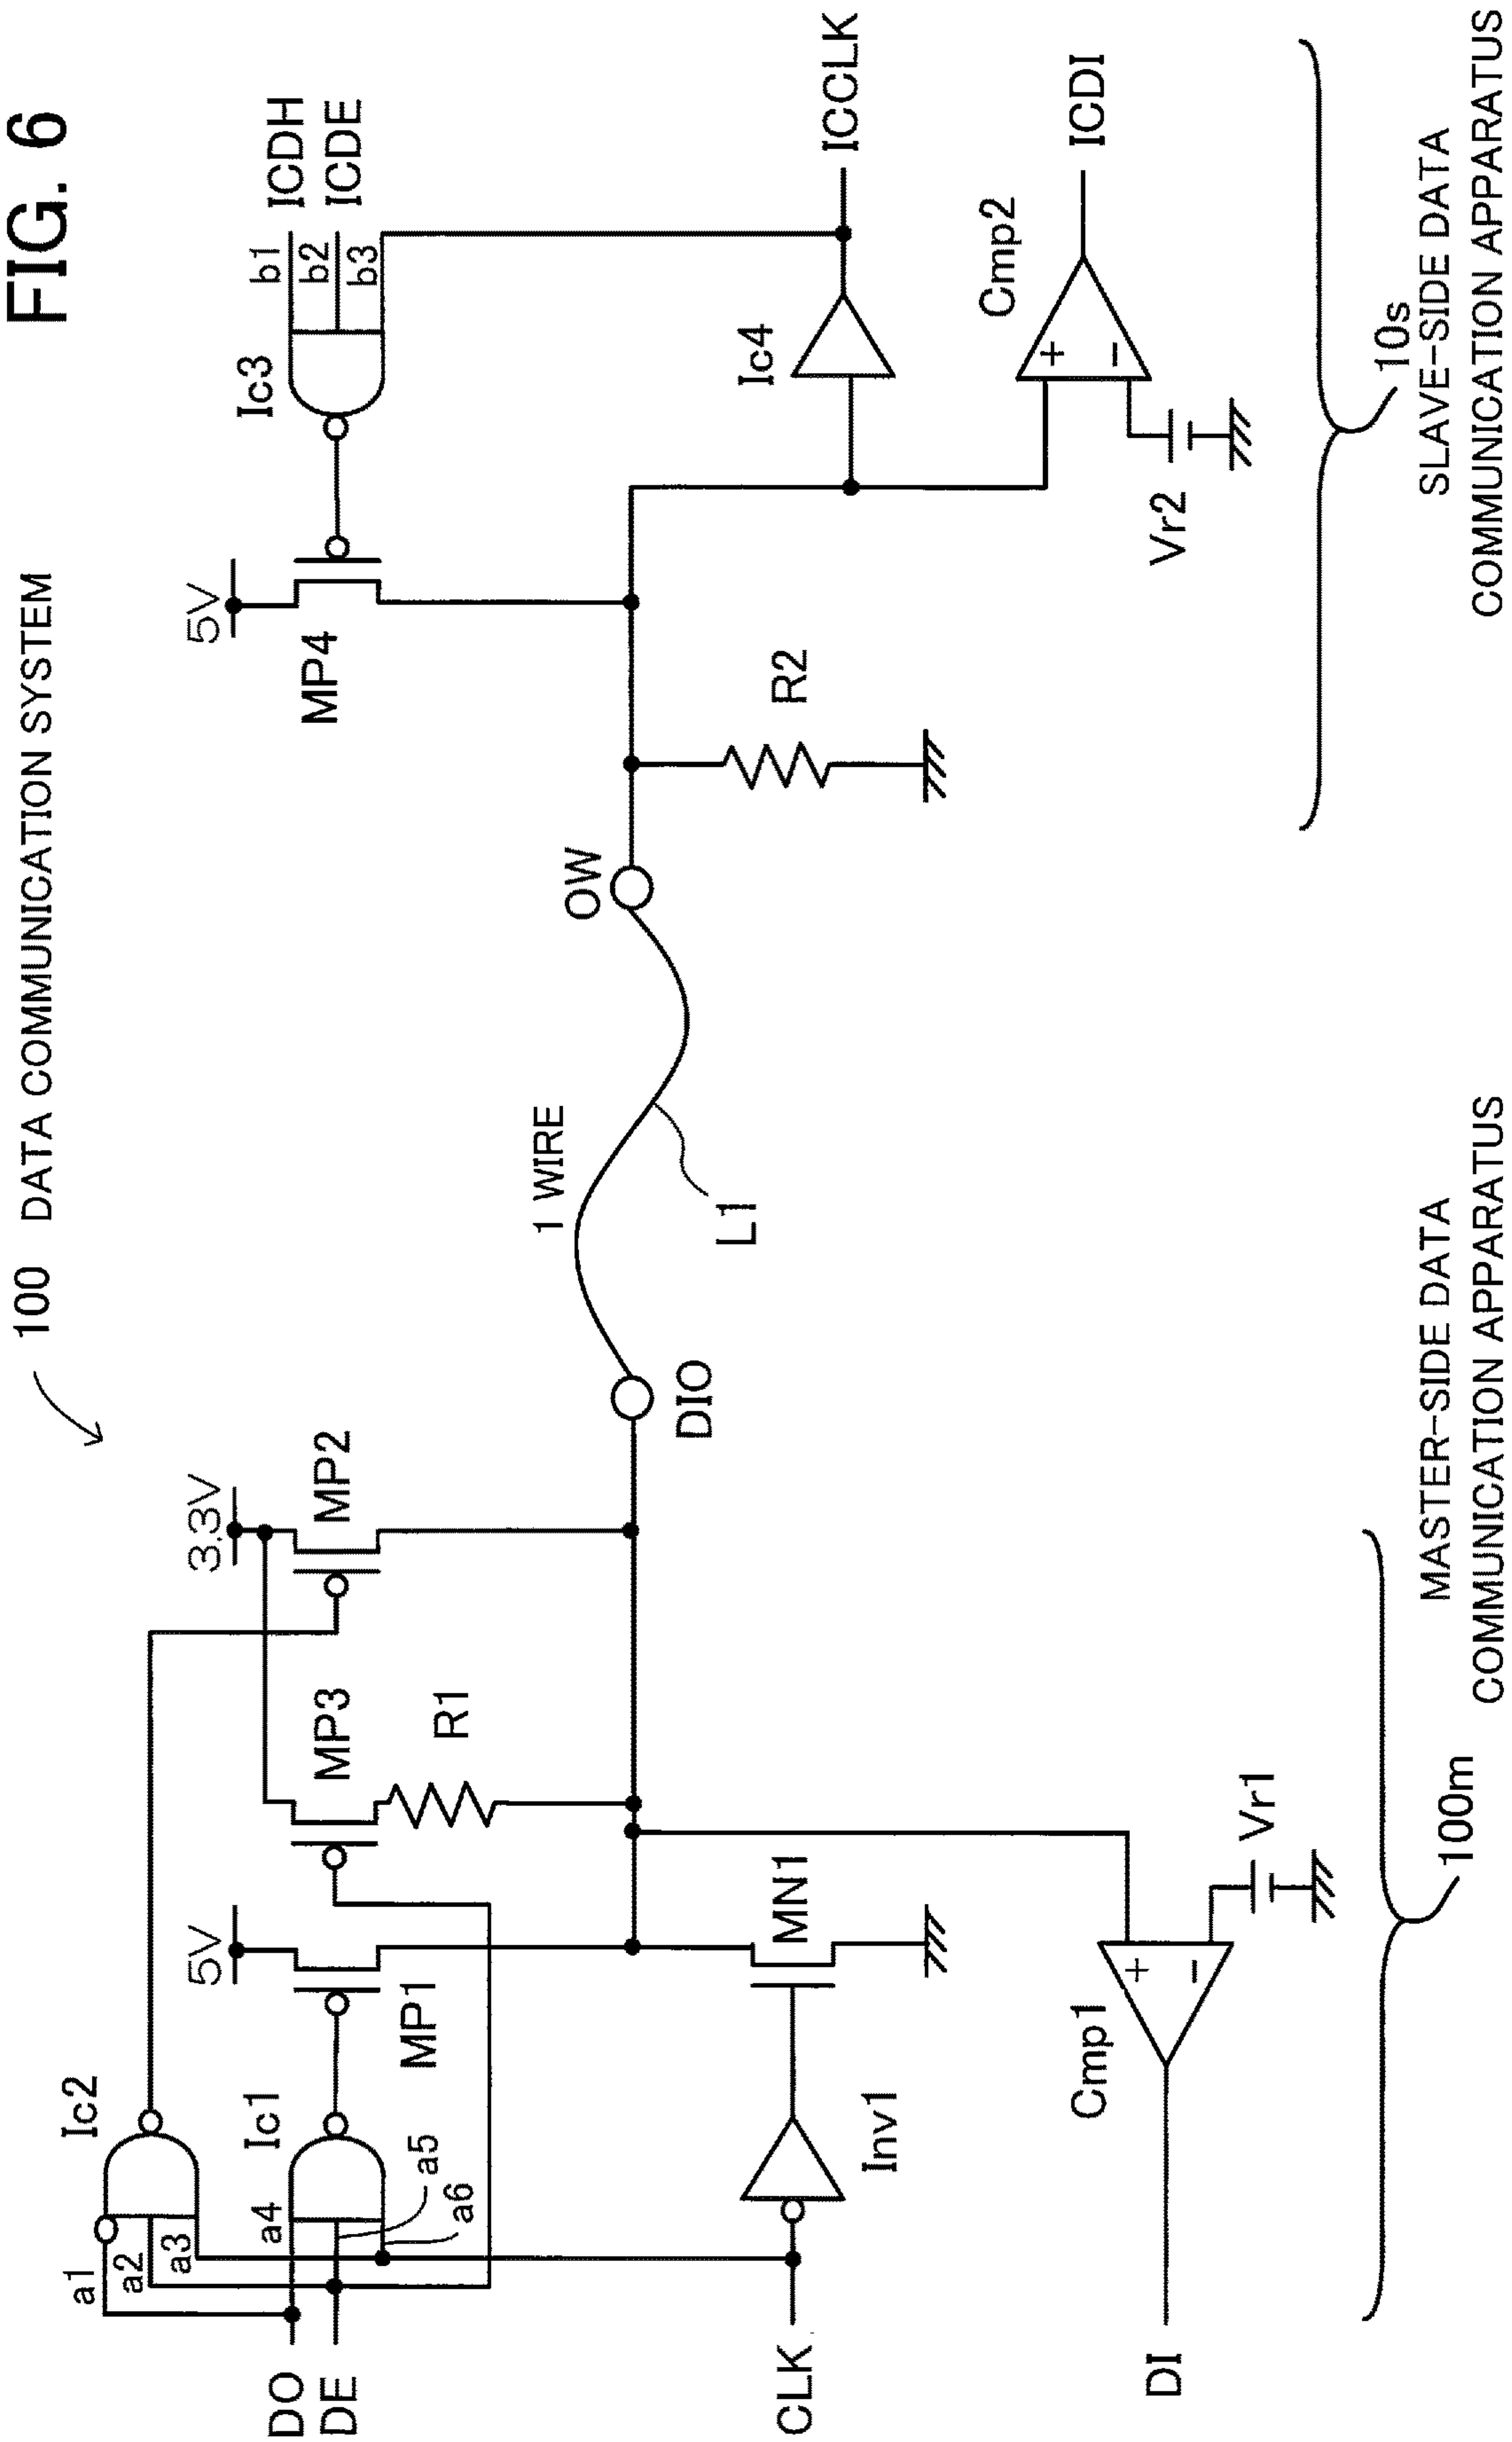 FIG. 6
100 DATA COMMUNICATION SYSTEM
Ic2
a1
a2
a3
Ic1
a4
a5
a6
DO
DE
5V
MP1
MP3
R1
3.3V
MP2
CLK
Inv1
MN1
DI
Cmp1
Vr1
DIO
1 WIRE
L1
OW
5V
MP4
Ic3
b1
b2
b3
ICDH
ICDE
R2
Ic4
ICCLK
Cmp2
Vr2
ICDI
+
-
+
-
100m
MASTER-SIDE DATA
COMMUNICATION APPARATUS
10s
SLAVE-SIDE DATA
COMMUNICATION APPARATUS